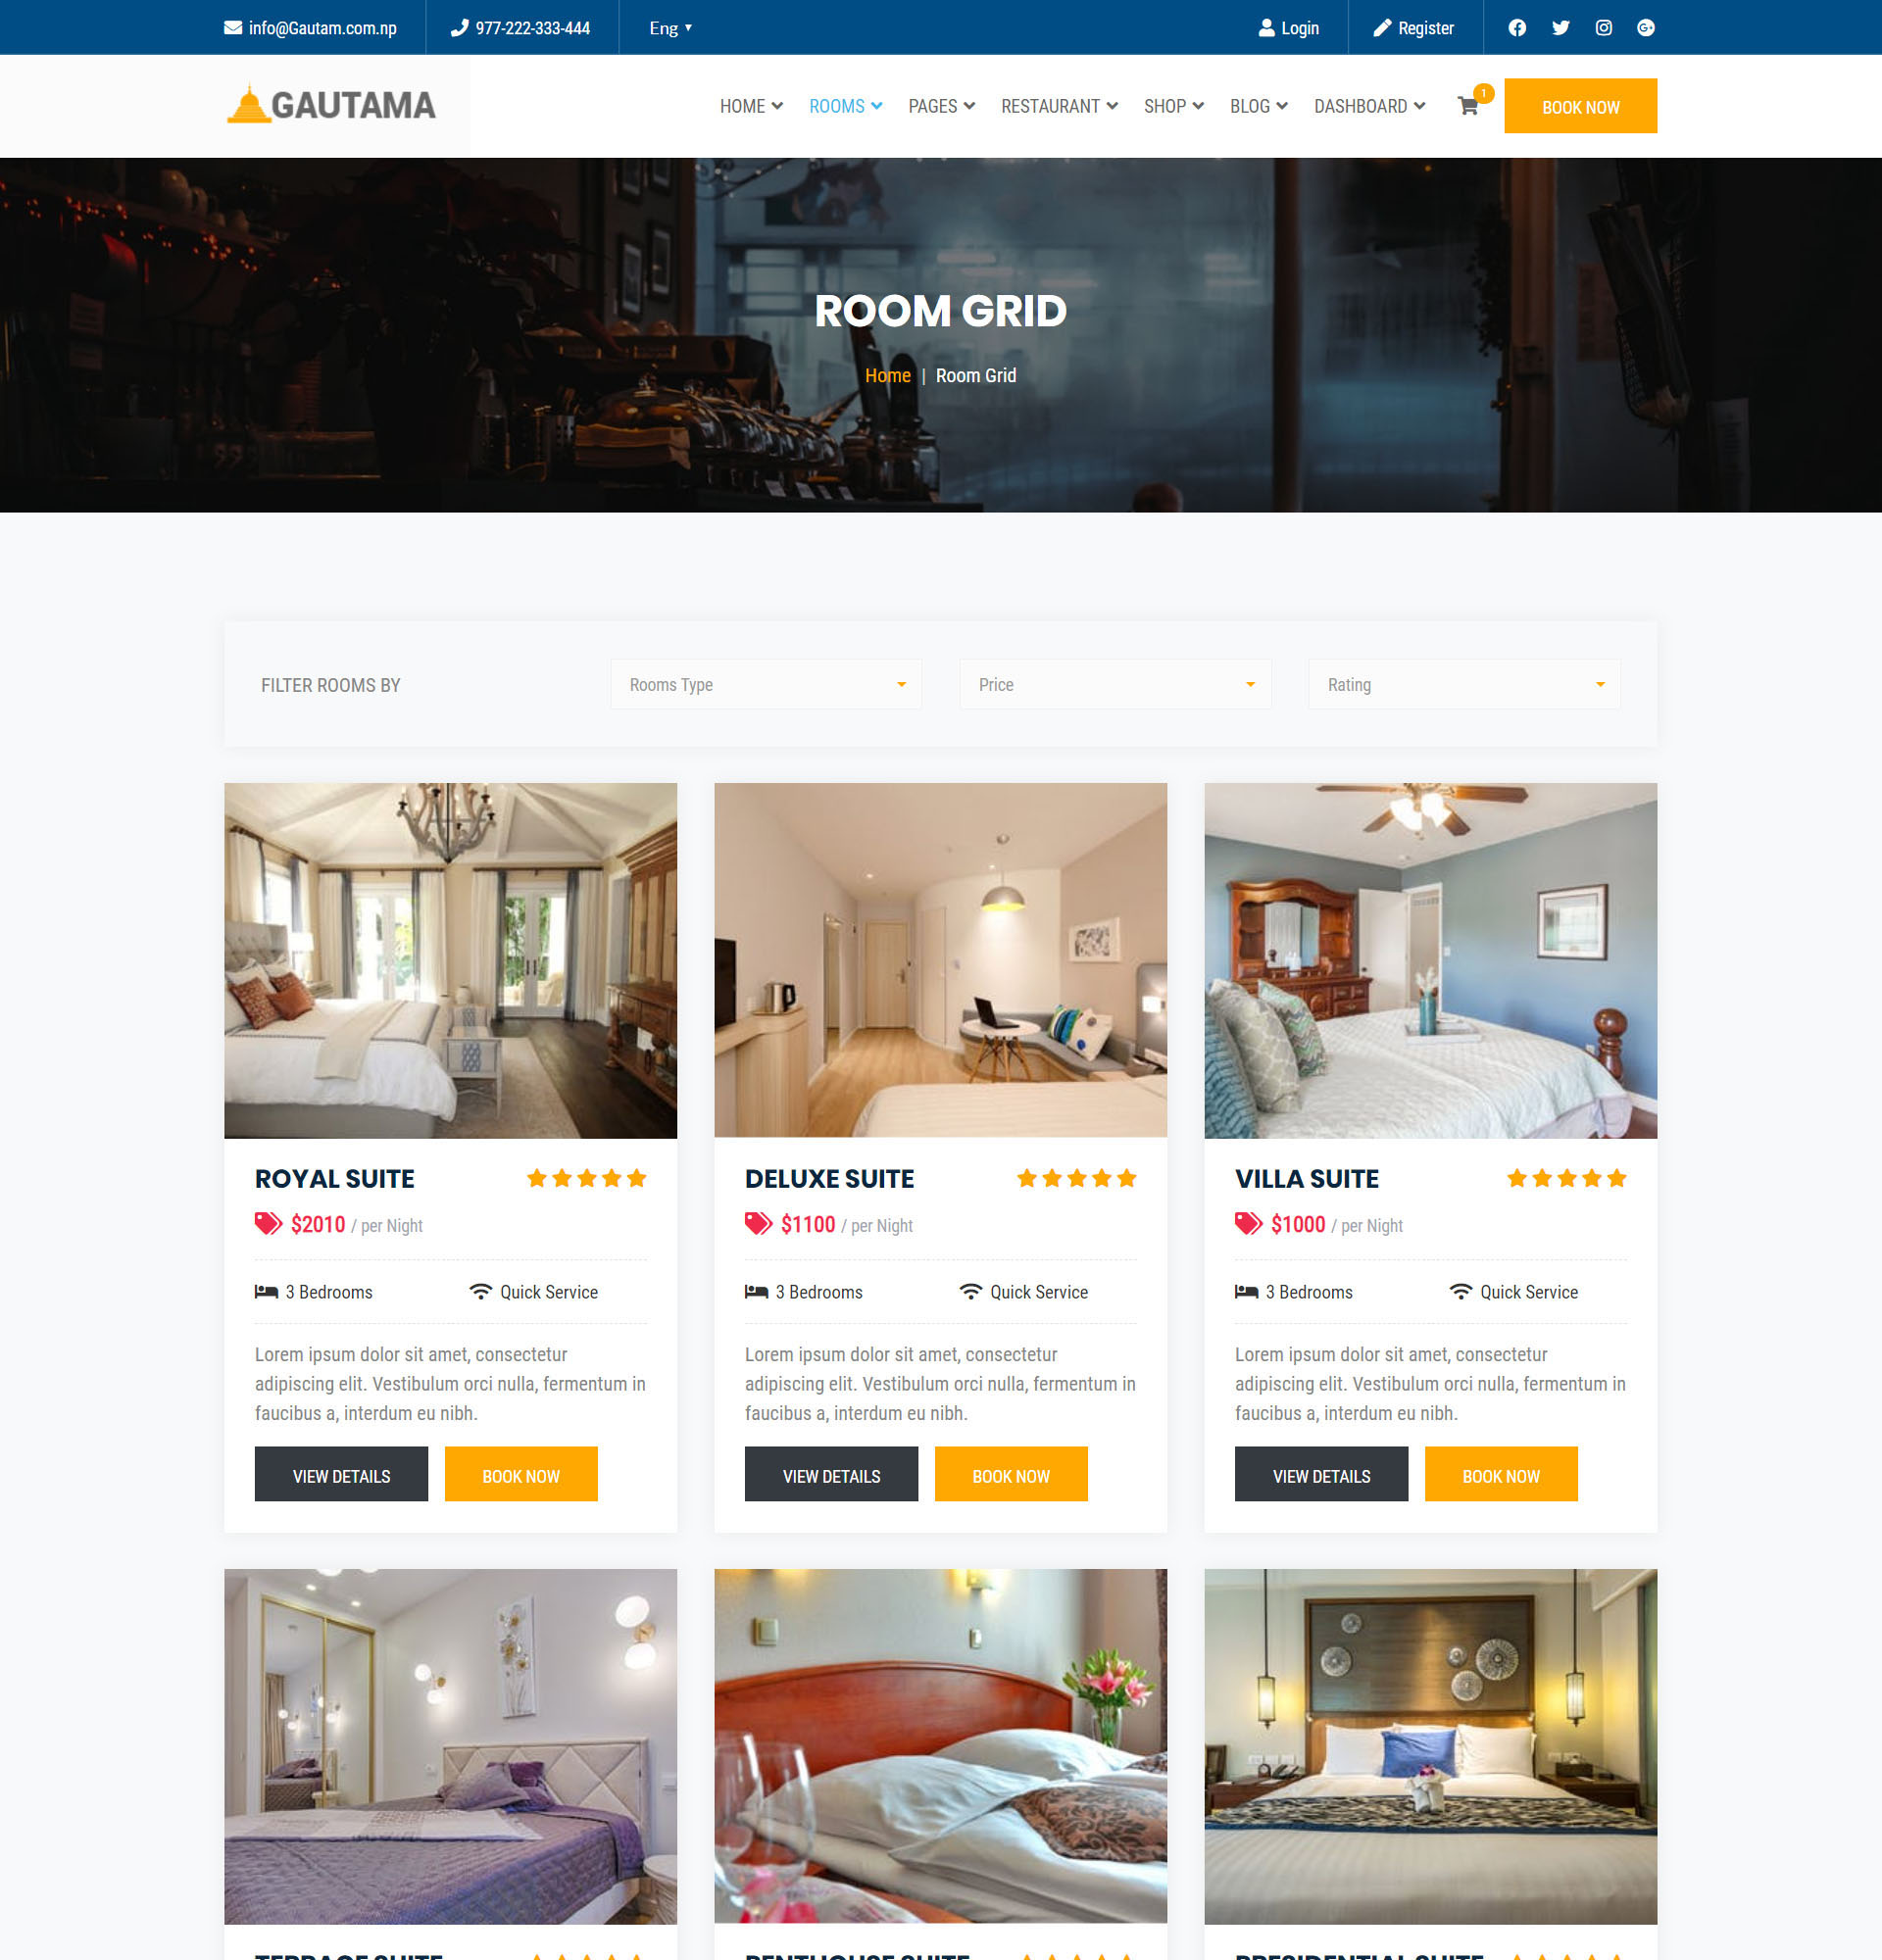 info@Gautam.com.np
977-222-333-444
Eng
Login
Register
GAUTAMA
HOME
ROOMS
PAGES
RESTAURANT
SHOP
BLOG
DASHBOARD
1
BOOK NOW
ROOM GRID
Home | Room Grid
FILTER ROOMS BY
Rooms Type
Price
Rating
ROYAL SUITE
$2010 / per Night
3 Bedrooms
Quick Service
Lorem ipsum dolor sit amet, consectetur
adipiscing elit. Vestibulum orci nulla, fermentum in
faucibus a, interdum eu nibh.
VIEW DETAILS
BOOK NOW
DELUXE SUITE
$1100 / per Night
3 Bedrooms
Quick Service
Lorem ipsum dolor sit amet, consectetur
adipiscing elit. Vestibulum orci nulla, fermentum in
faucibus a, interdum eu nibh.
VIEW DETAILS
BOOK NOW
VILLA SUITE
$1000 / per Night
3 Bedrooms
Quick Service
Lorem ipsum dolor sit amet, consectetur
adipiscing elit. Vestibulum orci nulla, fermentum in
faucibus a, interdum eu nibh.
VIEW DETAILS
BOOK NOW
TERRACE SUITE
PENTHOUSE SUITE
PRESIDENTIAL SUITE